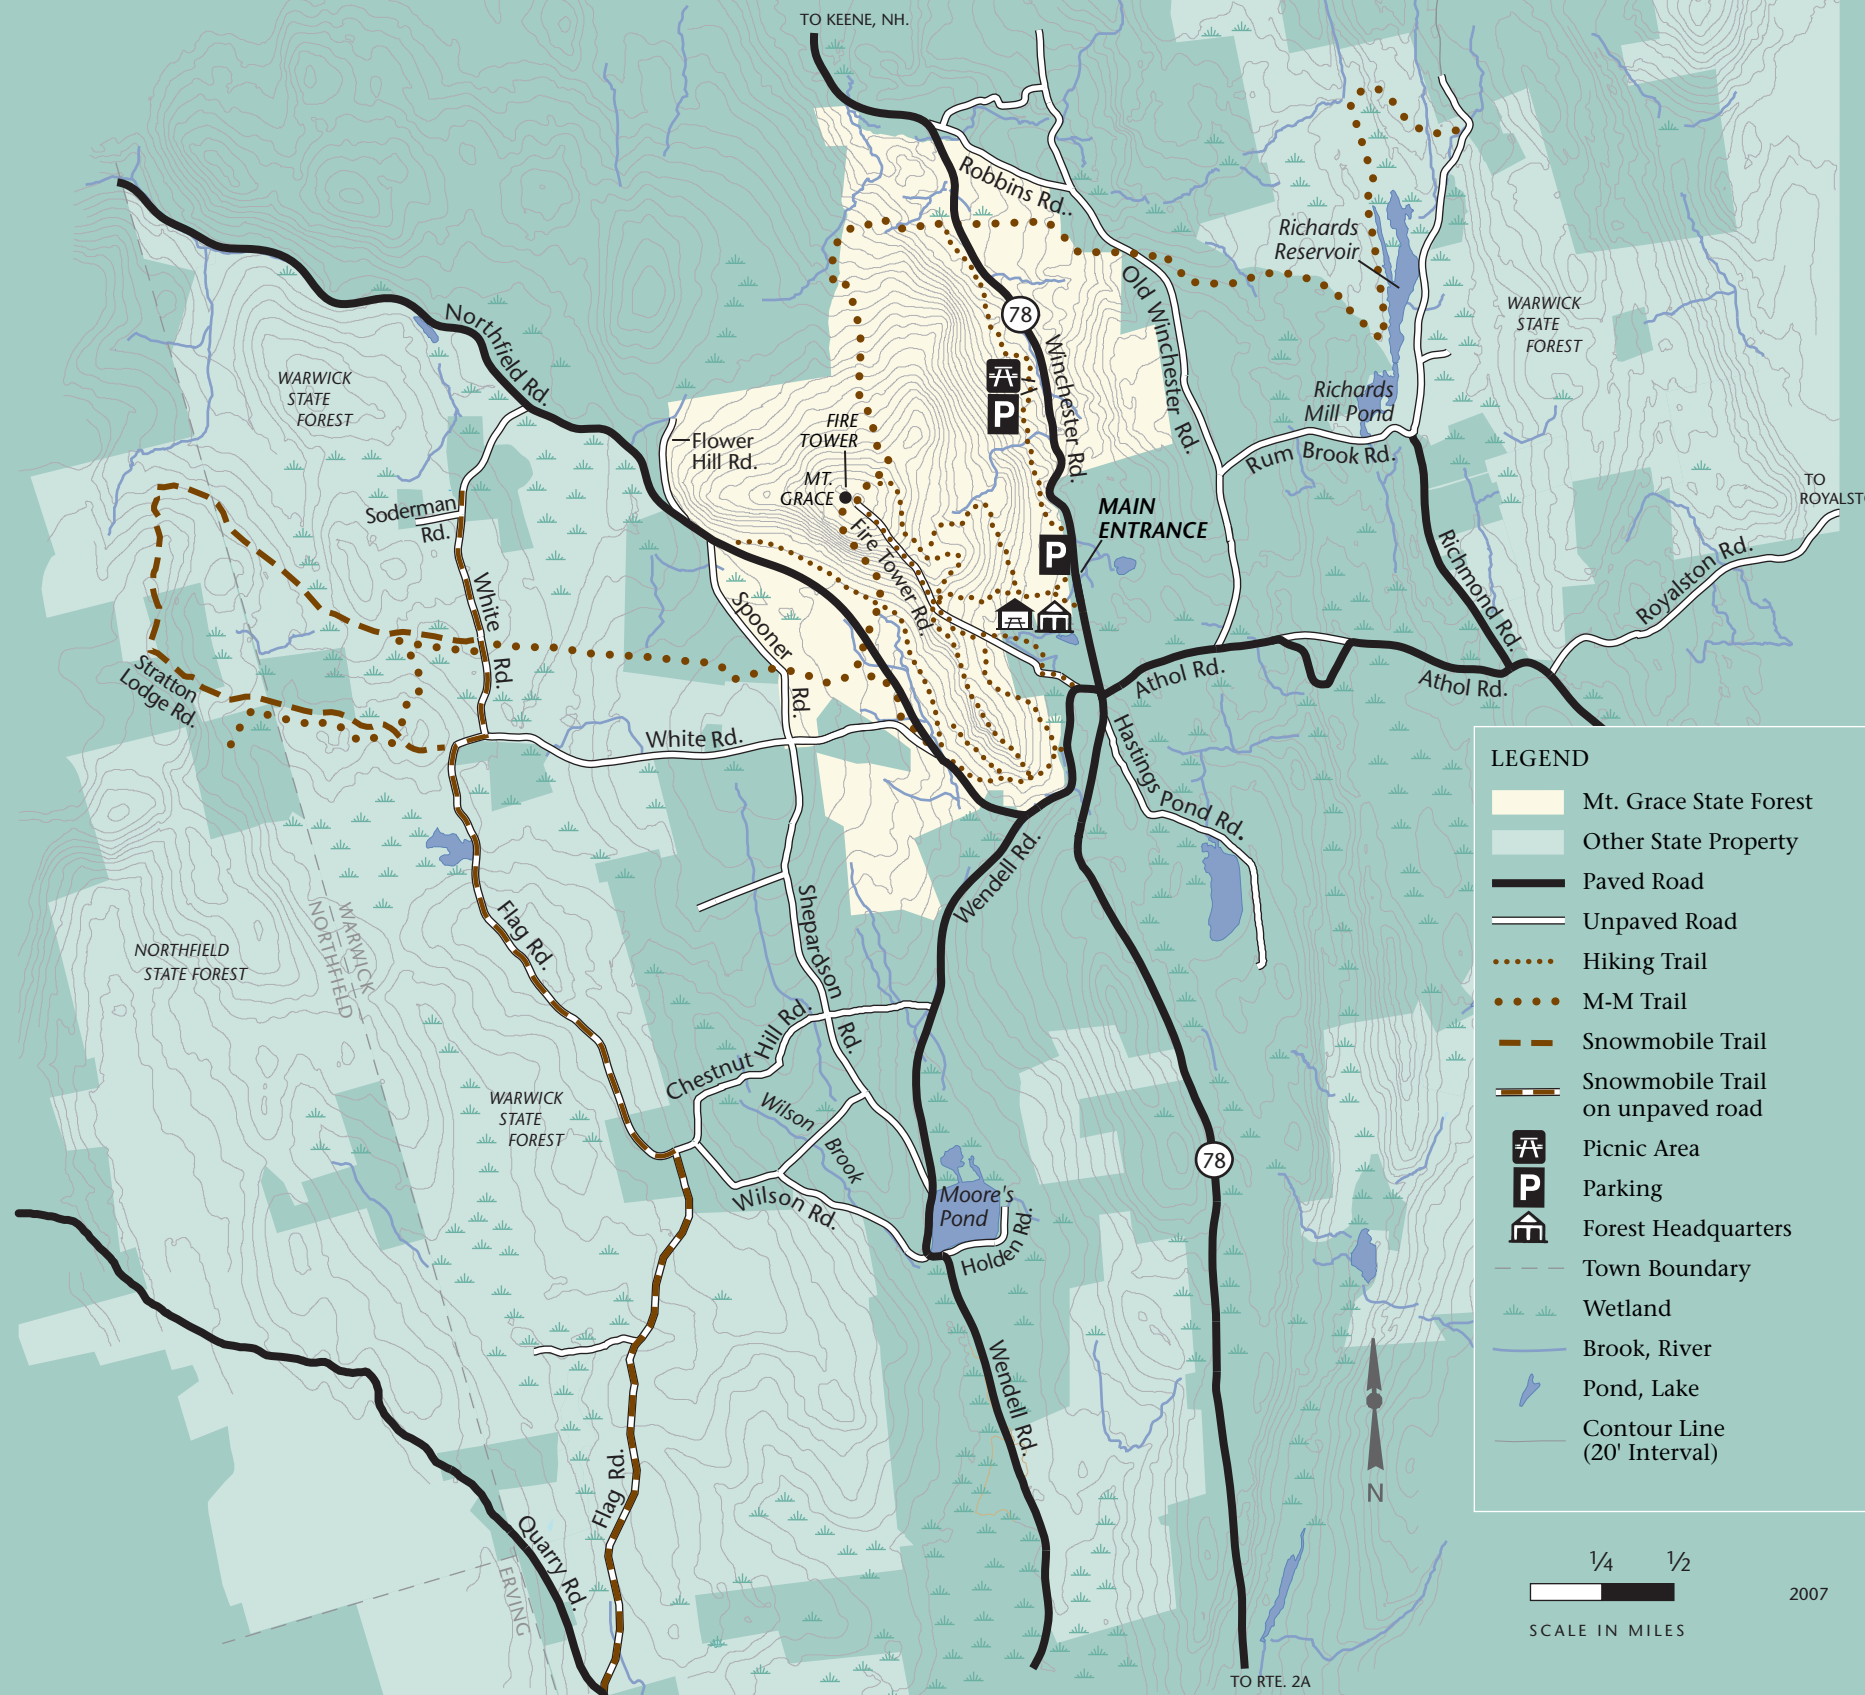 TO KEENE, NH.
Robbins Rd..
Richards
Reservoir
Old Winchester Rd.
78
WARWICK
STATE
FOREST
Northfield Rd.
WARWICK
STATE
FOREST
Winchester Rd.
P
Richards
Mill Pond
FIRE
TOWER
Flower
Hill Rd.
Rum Brook Rd.
MT.
GRACE
TO
Soderman
Rd.
MAIN
ENTRANCE
P
Fire Tower Rd.
Richmond Rd.
Royalston Rd.
White Rd.
Spooner Rd.
Stratton
Lodge Rd.
Athol Rd.
Athol Rd.
White Rd.
Hastings Pond Rd.
Wendell Rd.
Flag Rd.
Shepardson Rd.
WARWICK
NORTHFIELD
NORTHFIELD
STATE FOREST
Chestnut Hill Rd.
WARWICK
STATE
FOREST
Wilson Brook
78
Moore's
Pond
Wilson Rd.
Holden Rd.
Wendell Rd.
Flag Rd.
Quarry Rd.
ERVING
TO RTE. 2A
LEGEND
Mt. Grace State Forest
Other State Property
Paved Road
Unpaved Road
Hiking Trail
M-M Trail
Snowmobile Trail
Snowmobile Trail
on unpaved road
Picnic Area
P Parking
Forest Headquarters
Town Boundary
Wetland
Brook, River
Pond, Lake
Contour Line
(20' Interval)
N
¼ ½
2007
SCALE IN MILES